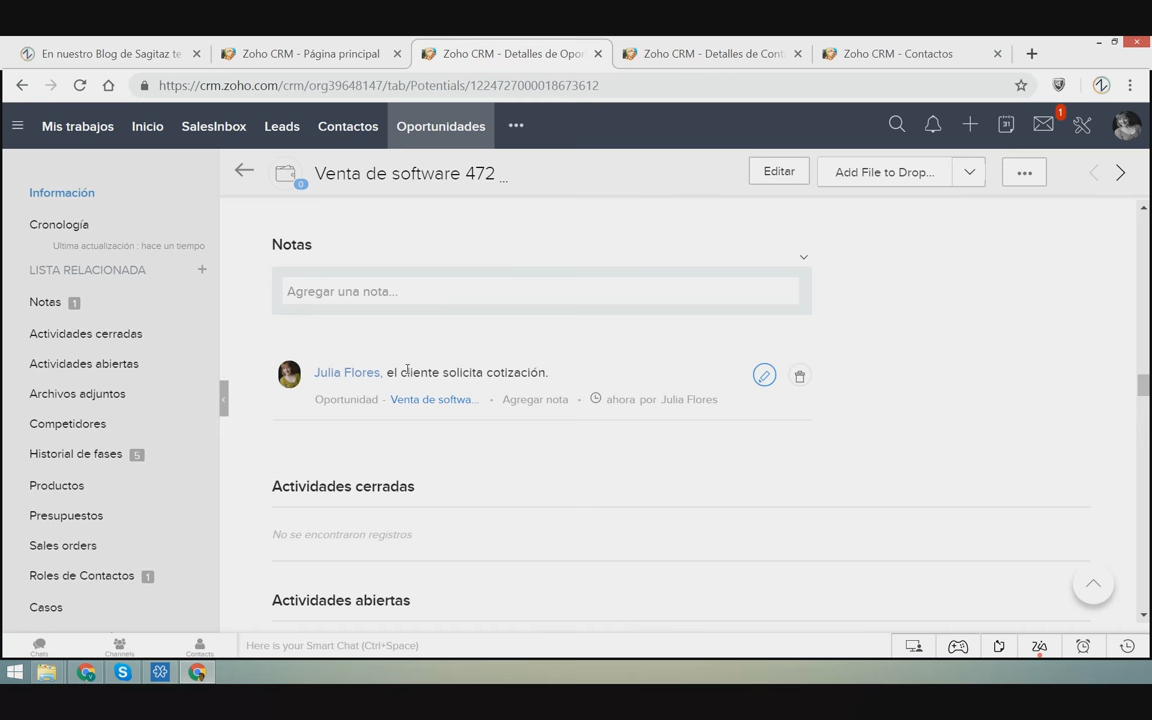 En nuestro Blog de Sagitaz te
Zoho CRM - Página principal
Zoho CRM - Detalles de Opor
Zoho CRM - Detalles de Cont
Zoho CRM - Contactos
https://crm.zoho.com/crm/org39648147/tab/Potentials/1224727000018673612
Mis trabajos
Inicio
SalesInbox
Leads
Contactos
Oportunidades
31
1
Información
Cronología
Ultima actualización : hace un tiempo
LISTA RELACIONADA
Notas 1
Actividades cerradas
Actividades abiertas
Archivos adjuntos
Competidores
Historial de fases 5
Productos
Presupuestos
Sales orders
Roles de Contactos 1
Casos
0
Venta de software 472 ...
Editar
Add File to Drop...
Notas
Agregar una nota...
Julia Flores, el cliente solicita cotización.
Oportunidad - Venta de softwa... • Agregar nota • ahora por Julia Flores
Actividades cerradas
No se encontraron registros
Actividades abiertas
Chats
Channels
Contacts
Here is your Smart Chat (Ctrl+Space)